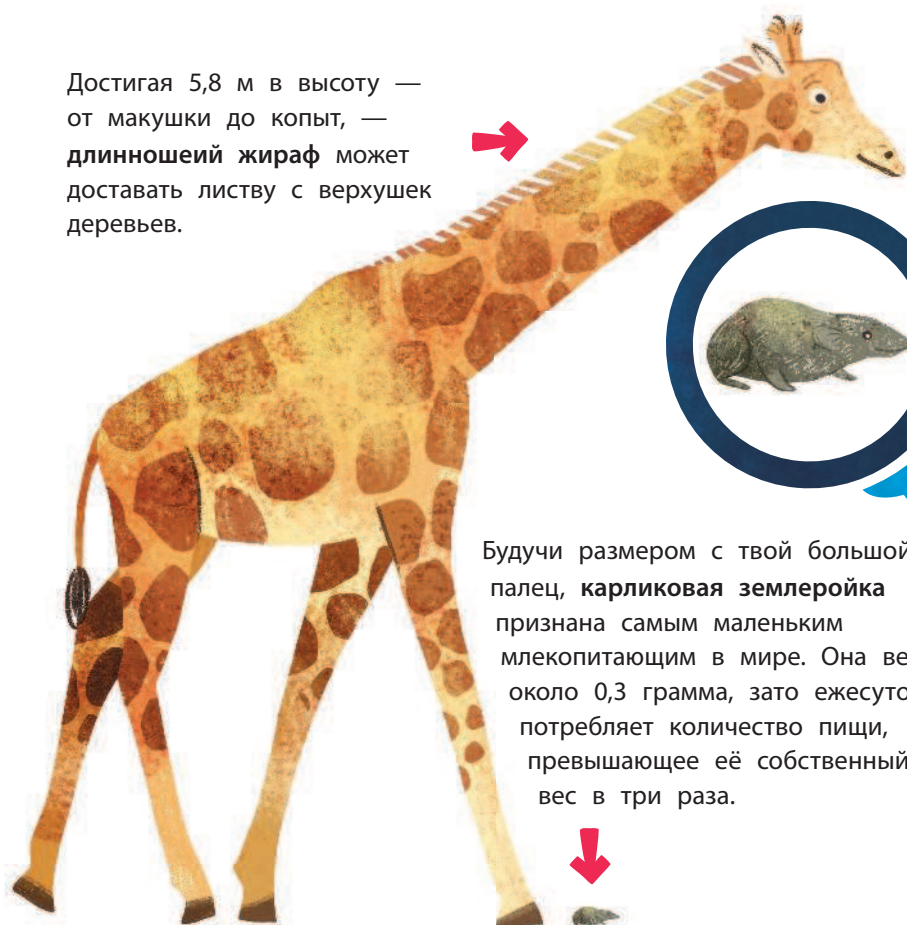 Достигая 5,8 м в высоту —
от макушки до копыт, —
длинношеий жираф может
доставать листву с верхушек
деревьев.
Будучи размером с твой большой
палец, карликовая землеройка
признана самым маленьким
млекопитающим в мире. Она
около 0,3 грамма, зато
потребляет количество пищи,
превышающее её собственный
вес в три раза.